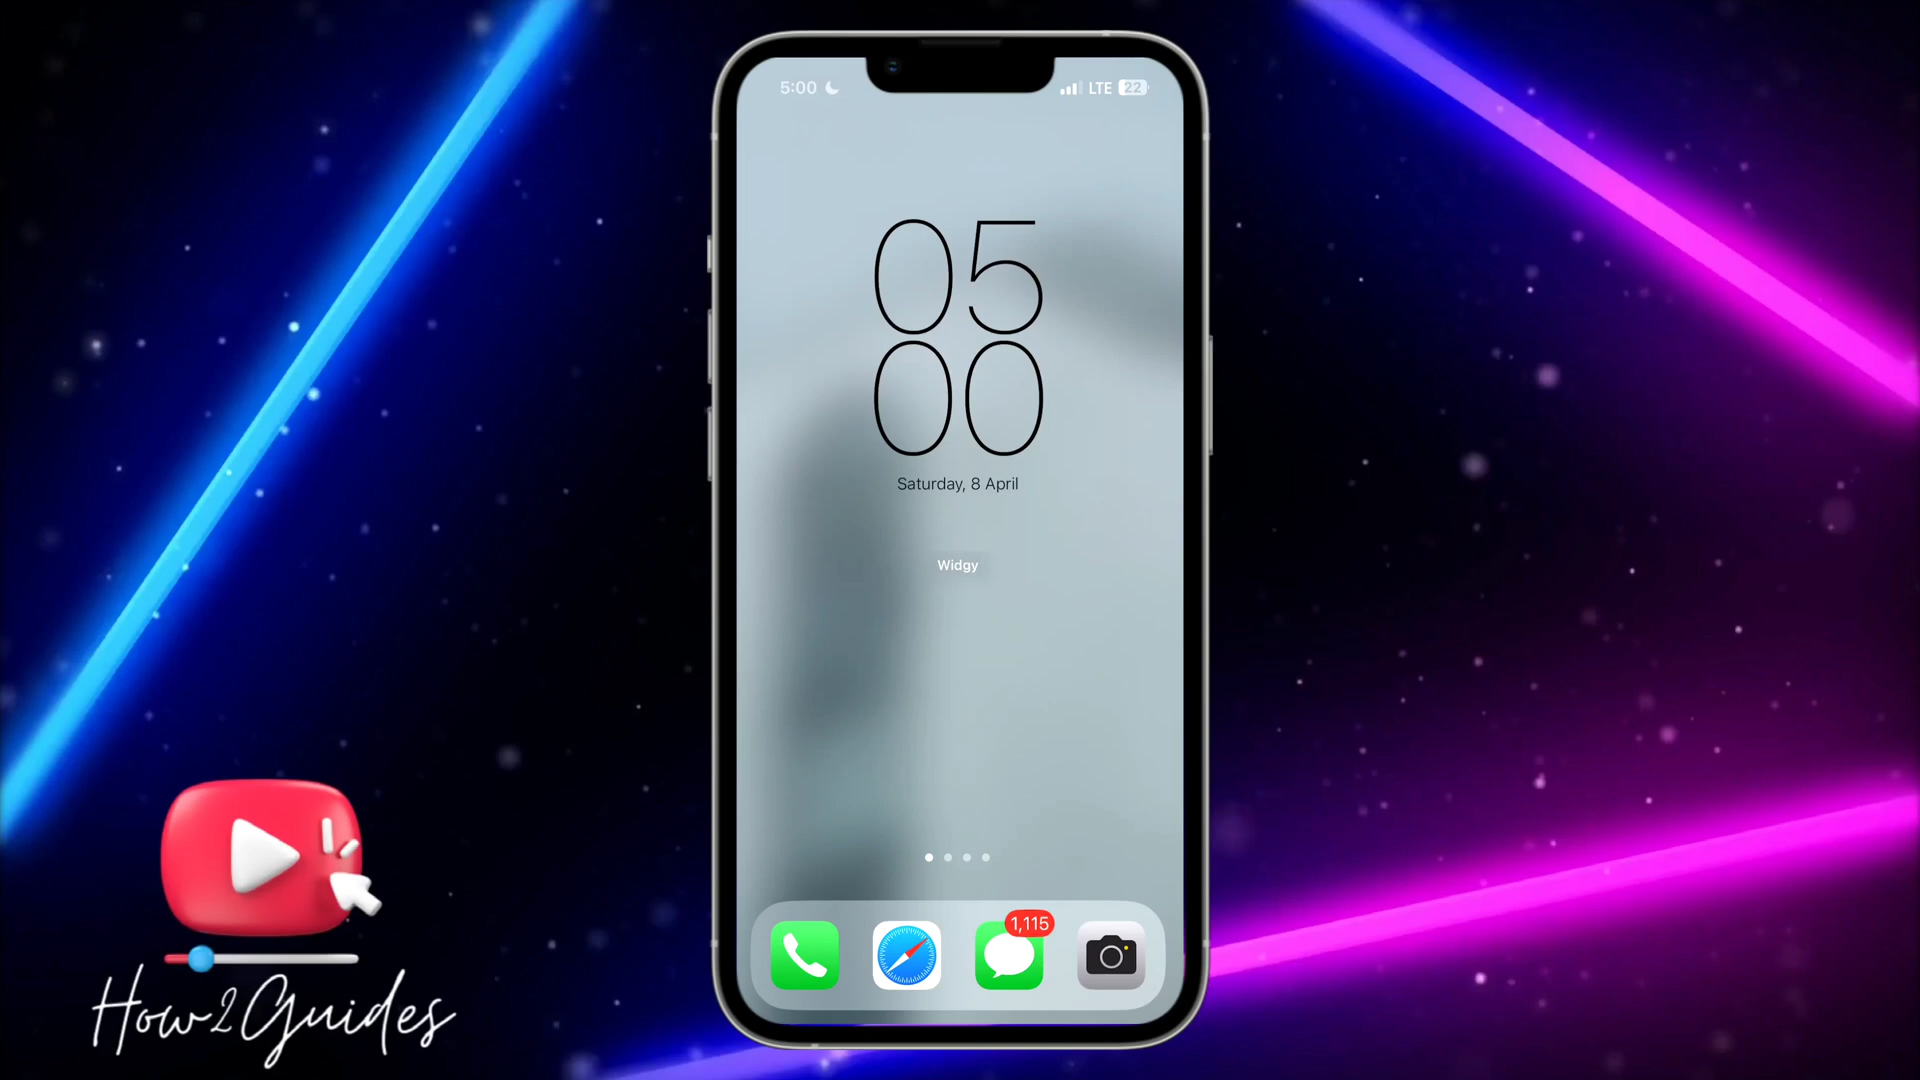 5:00
LTE 22
05
00
Saturday, 8 April
Widgy
1,115
How2Guides